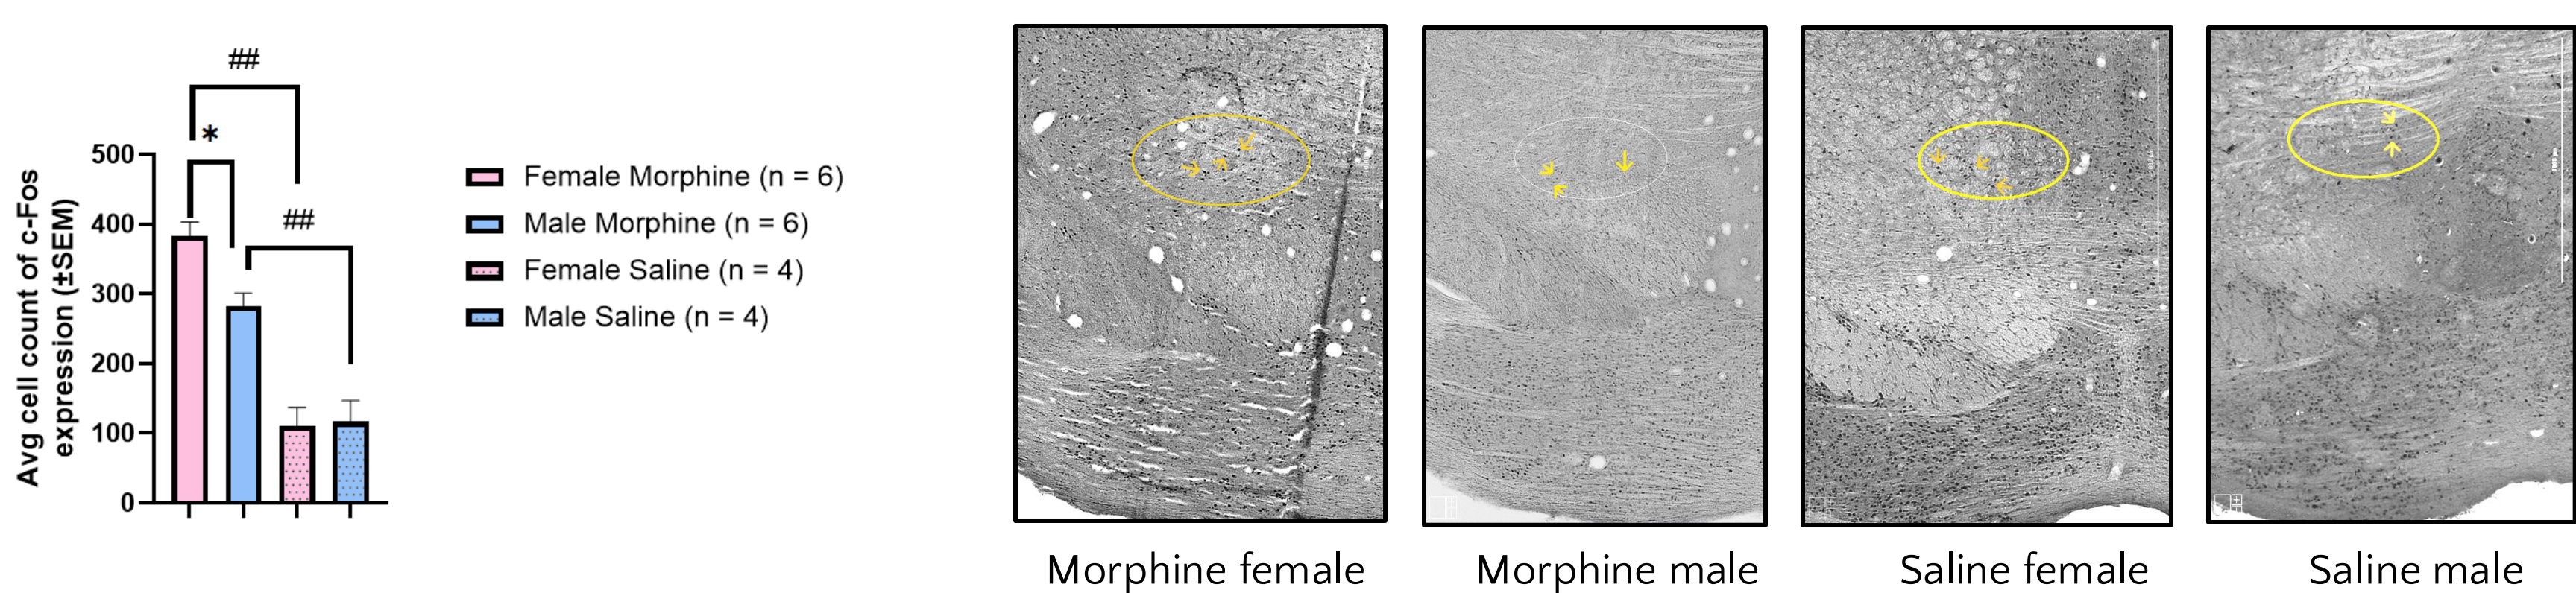 ##
*
##
Avg cell count of c-Fos
expression (±SEM)
500
400
300
200
100
0
Female Morphine (n = 6)
Male Morphine (n = 6)
Female Saline (n = 4)
Male Saline (n = 4)
Morphine female
Morphine male
Saline female
Saline male